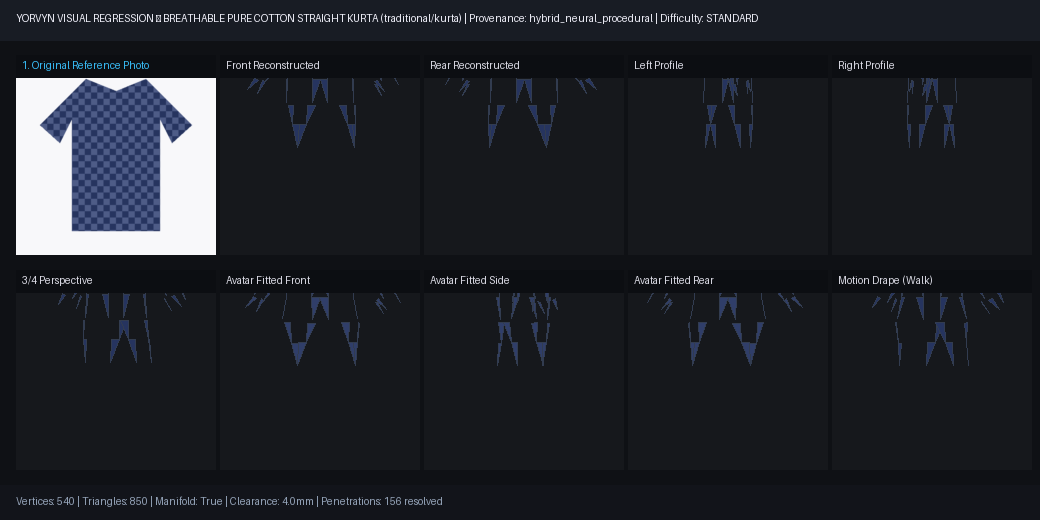 YORVYN VISUAL REGRESSION ▯ BREATHABLE PURE COTTON STRAIGHT KURTA (traditional/kurta) | Provenance: hybrid_neural_procedural | Difficulty: STANDARD
1. Original Reference Photo
Front Reconstructed
Rear Reconstructed
Left Profile
Right Profile
3/4 Perspective
Avatar Fitted Front
Avatar Fitted Side
Avatar Fitted Rear
Motion Drape (Walk)
Vertices: 540 | Triangles: 850 | Manifold: True | Clearance: 4.0mm | Penetrations: 156 resolved